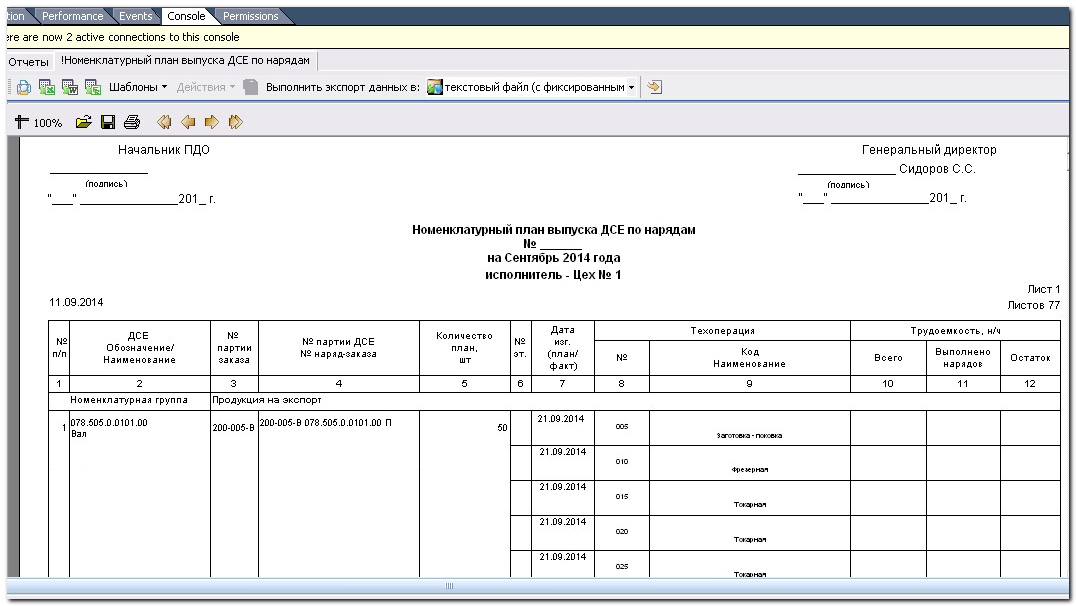 tion Performance Events Console Permissions
ere are now 2 active connections to this console
Отчеты !Номенклатурный план выпуска ДСЕ по нарядам
Шаблоны Действия Выполнить экспорт данных в: текстовый файл (с фиксированным
100%
Начальник ПДО Генеральный директор
______________ Сидоров С.С.
(подпись) (подпись)
"___" ______________201_ г. "___" ______________201_ г.
Номенклатурный план выпуска ДСЕ по нарядам
№ ______
на Сентябрь 2014 года
исполнитель - Цех № 1
Лист 1
11.09.2014 Листов 77
№ п/п ДСЕ Обозначение/ Наименование № партии заказа № партии ДСЕ № наряд-заказа Количество план, шт № эт. Дата изг. (план/ факт) Техоперация Трудоемкость, н/ч
№ Код Наименование Всего Выполнено нарядов Остаток
1 2 3 4 5 6 7 8 9 10 11 12
Номенклатурная группа Продукция на экспорт
1 078.505.0.0101.00 Вал 200-005-В 200-005-В 078.505.0.0101.00 П 50 21.09.2014 005 Заготовка - поковка
21.09.2014 010 Фрезерная
21.09.2014 015 Токарная
21.09.2014 020 Токарная
21.09.2014 025 Токарная